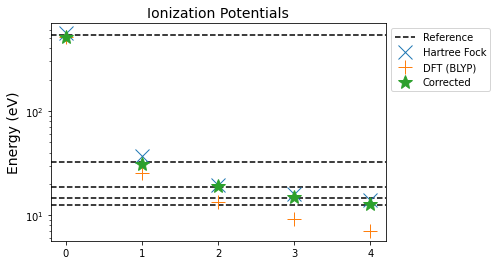 Ionization Potentials
Reference
Hartree Fock
DFT (BLYP)
Corrected
Energy (eV)
10²
10¹
0 1 2 3 4